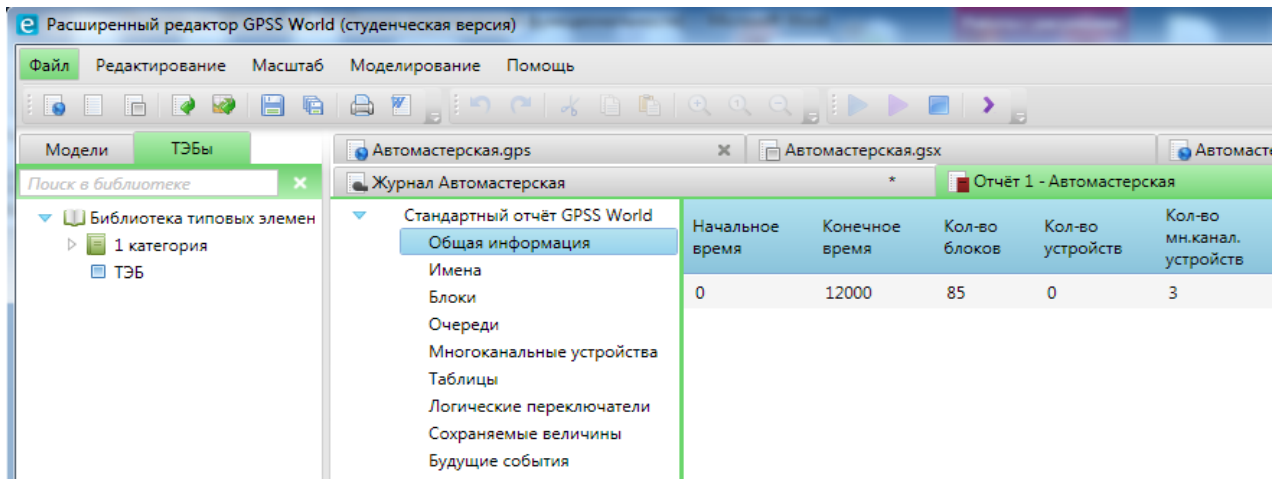 Расширенный редактор GPSS World (студенческая версия)
Файл Редактирование Масштаб Моделирование Помощь
Модели ТЭБы
Поиск в библиотеке
Библиотека типовых элемен
1 категория
ТЭБ
Автомастерская.gps Автомастерская.gsx Автомасте
Журнал Автомастерская * Отчёт 1 - Автомастерская
Стандартный отчёт GPSS World
Общая информация
Имена
Блоки
Очереди
Многоканальные устройства
Таблицы
Логические переключатели
Сохраняемые величины
Будущие события
Начальное время Конечное время Кол-во блоков Кол-во устройств Кол-во мн.канал. устройств
0 12000 85 0 3